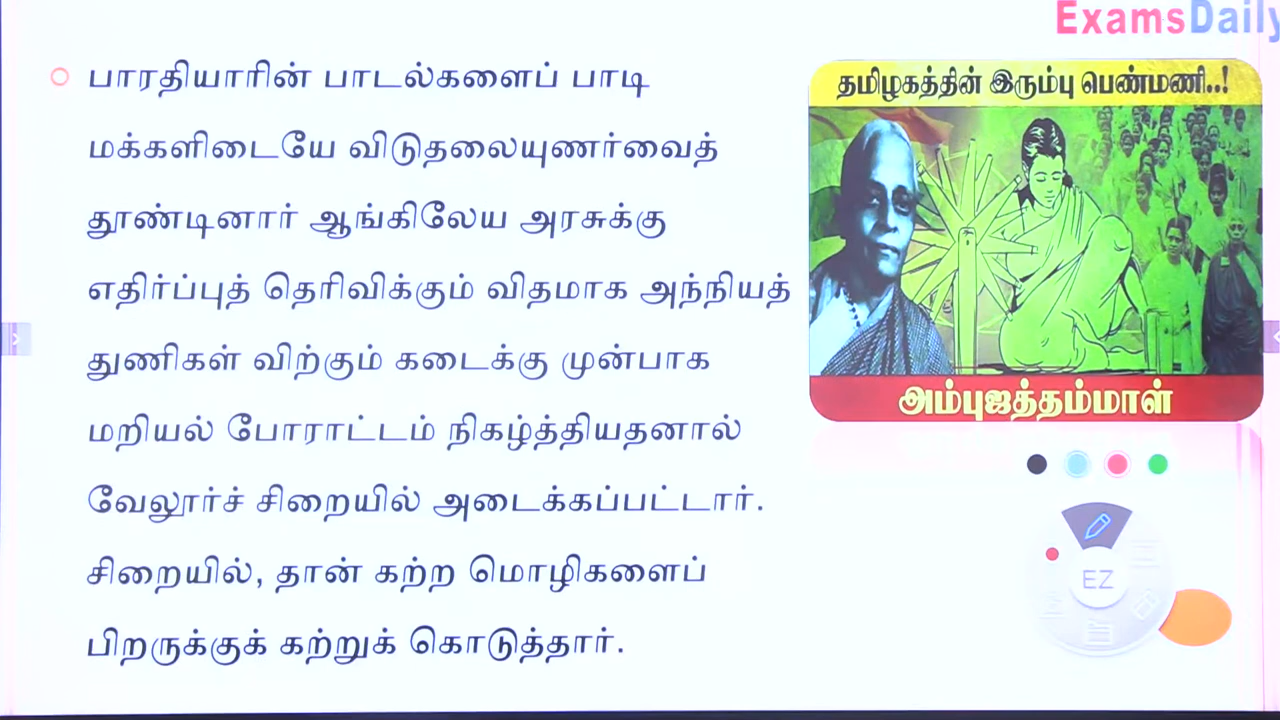 ExamsDaily
பாரதியாரின் பாடல்களைப் பாடி
மக்களிடையே விடுதலையுணர்வைத்
தூண்டினார் ஆங்கிலேய அரசுக்கு
எதிர்ப்புத் தெரிவிக்கும் விதமாக அந்நியத்
துணிகள் விற்கும் கடைக்கு முன்பாக
மறியல் போராட்டம் நிகழ்த்தியதனால்
வேலூர்ச் சிறையில் அடைக்கப்பட்டார்.
சிறையில், தான் கற்ற மொழிகளைப்
பிறருக்குக் கற்றுக் கொடுத்தார்.
தமிழகத்தின் இரும்பு பெண்மணி..!
அம்புஜத்தம்மாள்
EZ